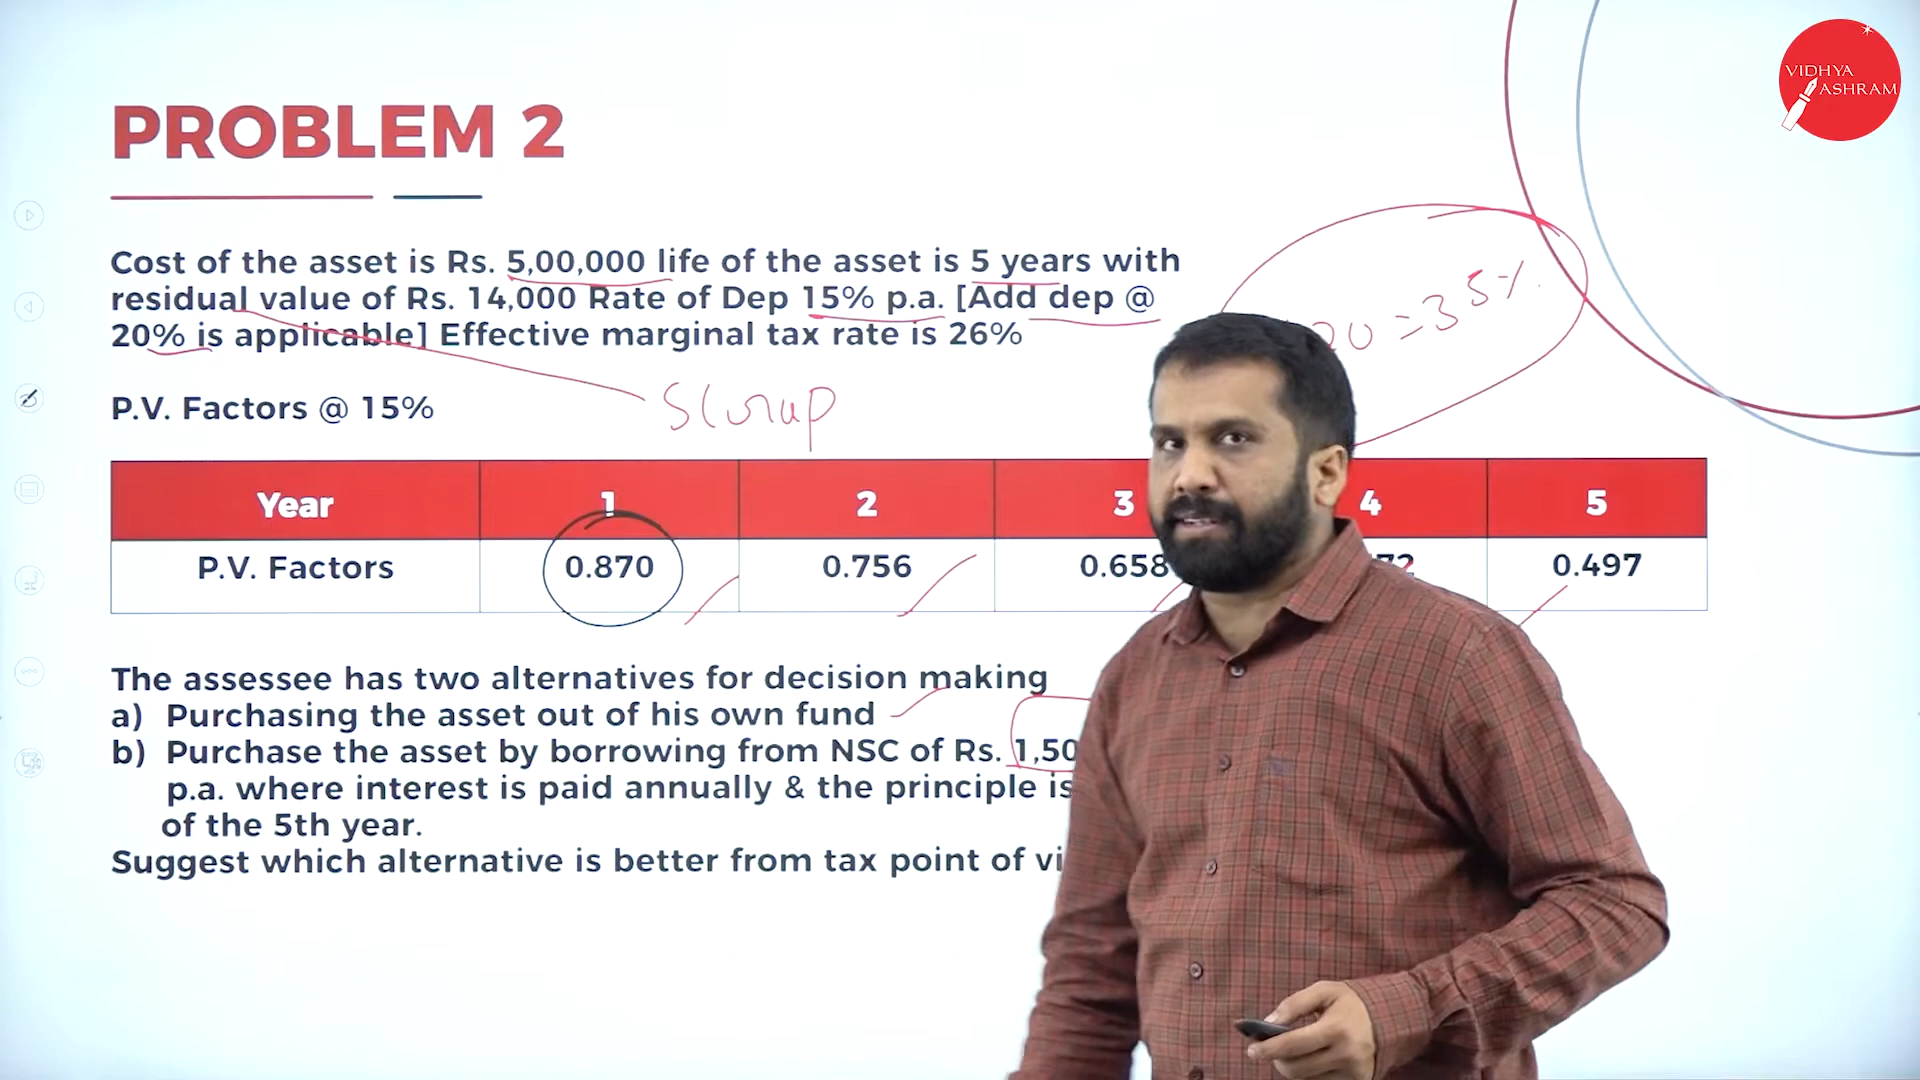 VIDHYA
ASHRAM
PROBLEM 2
Cost of the asset is Rs. 5,00,000 life of the asset is 5 years with
residual value of Rs. 14,000 Rate of Dep 15% p.a. [Add dep @
20% is applicable] Effective marginal tax rate is 26%
20 = 35%
P.V. Factors @ 15%
Year 1 2 3 4 5
P.V. Factors 0.870 0.756 0.658 72 0.497
The assessee has two alternatives for decision making
a) Purchasing the asset out of his own fund
b) Purchase the asset by borrowing from NSC of Rs. 1,50
p.a. where interest is paid annually & the principle is
of the 5th year.
Suggest which alternative is better from tax point of vi